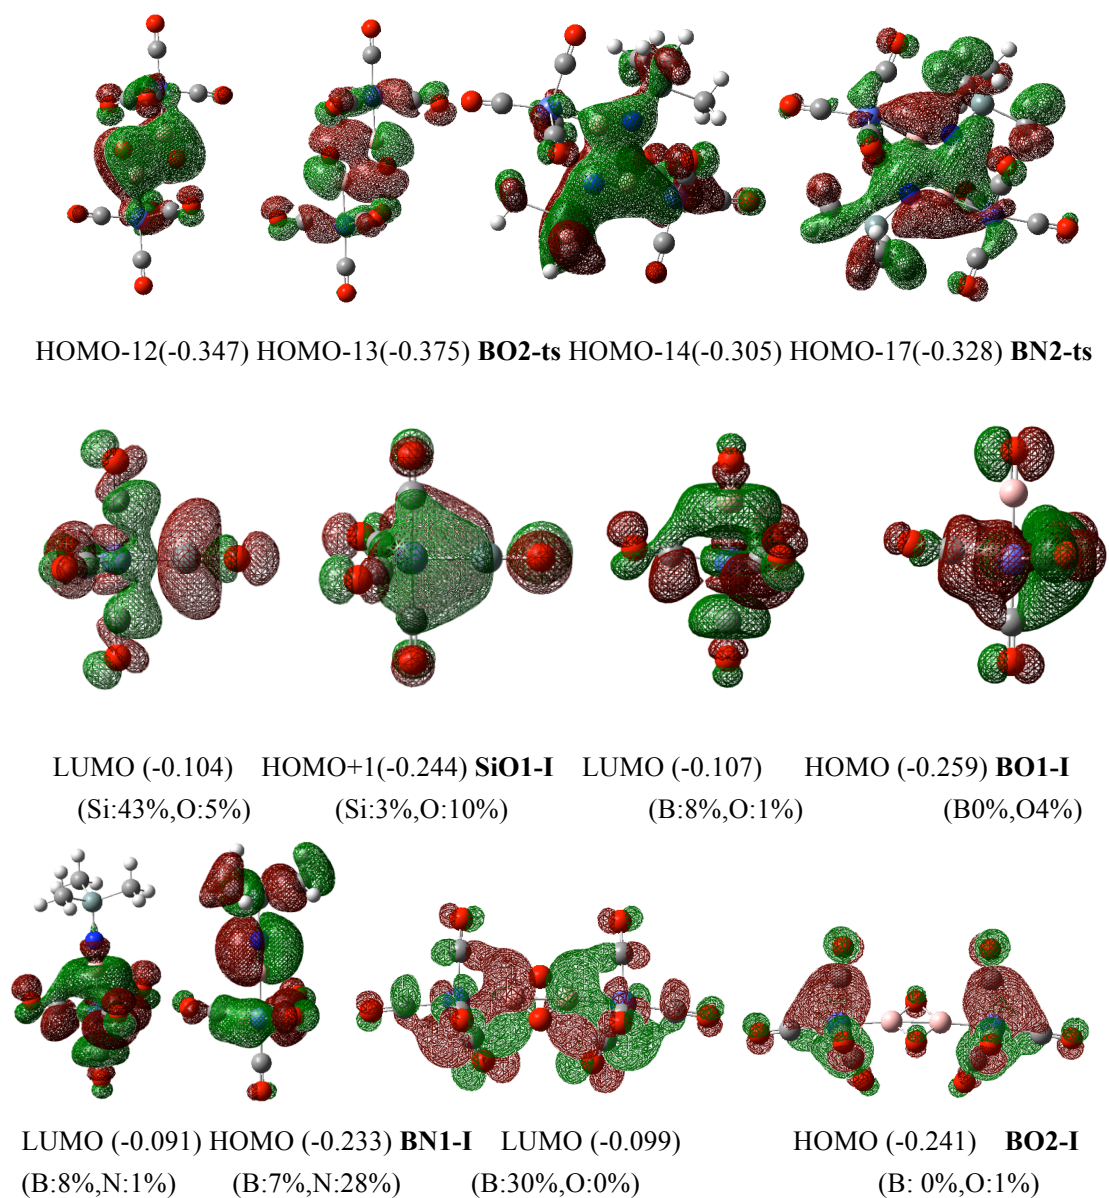 HOMO-12(-0.347) HOMO-13(-0.375) BO2-ts HOMO-14(-0.305) HOMO-17(-0.328) BN2-ts
LUMO (-0.104) HOMO+1(-0.244) SiO1-I LUMO (-0.107) HOMO (-0.259) BO1-I
(Si:43%,O:5%) (Si:3%,O:10%) (B:8%,O:1%) (B0%,O4%)
LUMO (-0.091) HOMO (-0.233) BN1-I LUMO (-0.099) HOMO (-0.241) BO2-I
(B:8%,N:1%) (B:7%,N:28%) (B:30%,O:0%) (B: 0%,O:1%)